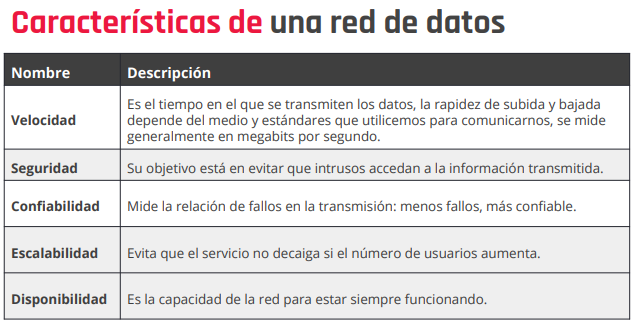 Características de una red de datos
Nombre Descripción
Velocidad
Es el tiempo en el que se transmiten los datos, la rapidez de subida y bajada
depende del medio y estándares que utilicemos para comunicarnos, se mide
generalmente en megabits por segundo.
Seguridad
Su objetivo está en evitar que intrusos accedan a la información transmitida.
Confiabilidad
Mide la relación de fallos en la transmisión: menos fallos, más confiable.
Escalabilidad
Evita que el servicio no decaiga si el número de usuarios aumenta.
Disponibilidad
Es la capacidad de la red para estar siempre funcionando.